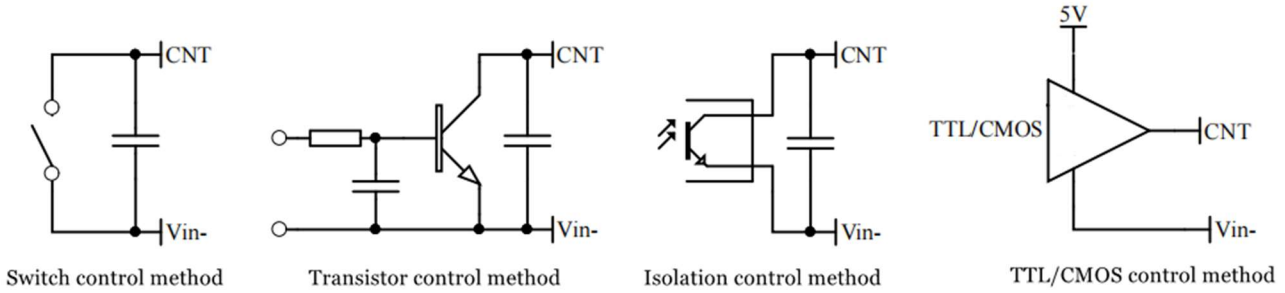 5V
CNT
CNT
CNT
TTL/CMOS
CNT
Vin-
Vin-
Vin-
Vin-
Switch control method
Transistor control method
Isolation control method
TTL/CMOS control method